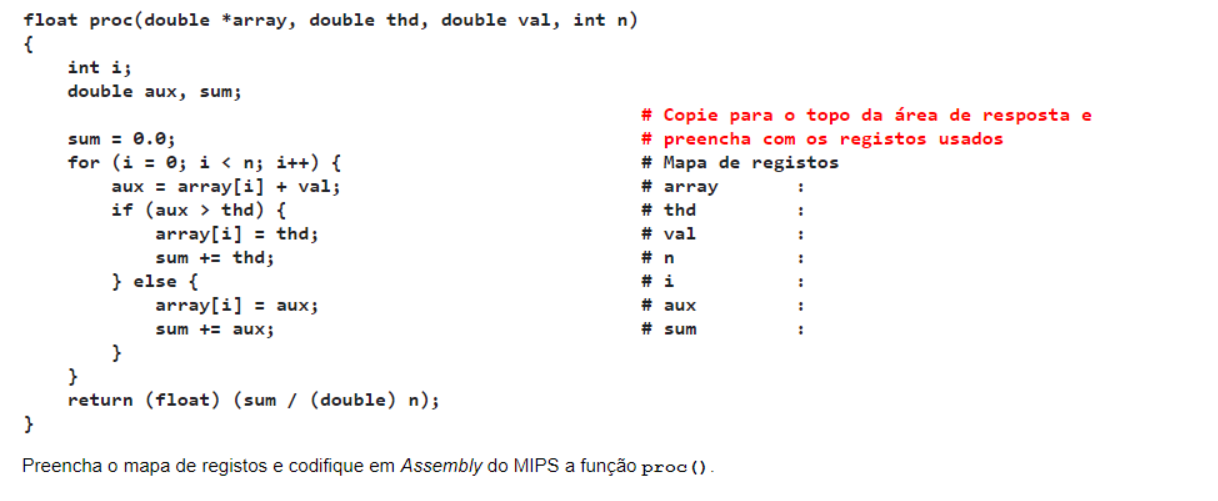 float proc(double *array, double thd, double val, int n)
{
    int i;
    double aux, sum;
# Copie para o topo da área de resposta e
    sum = 0.0; # preencha com os registos usados
    for (i = 0; i < n; i++) { # Mapa de registos
        aux = array[i] + val; # array :
        if (aux > thd) { # thd :
            array[i] = thd; # val :
            sum += thd; # n :
        } else { # i :
            array[i] = aux; # aux :
            sum += aux; # sum :
        }
    }
    return (float) (sum / (double) n);
}
Preencha o mapa de registos e codifique em Assembly do MIPS a função proc().